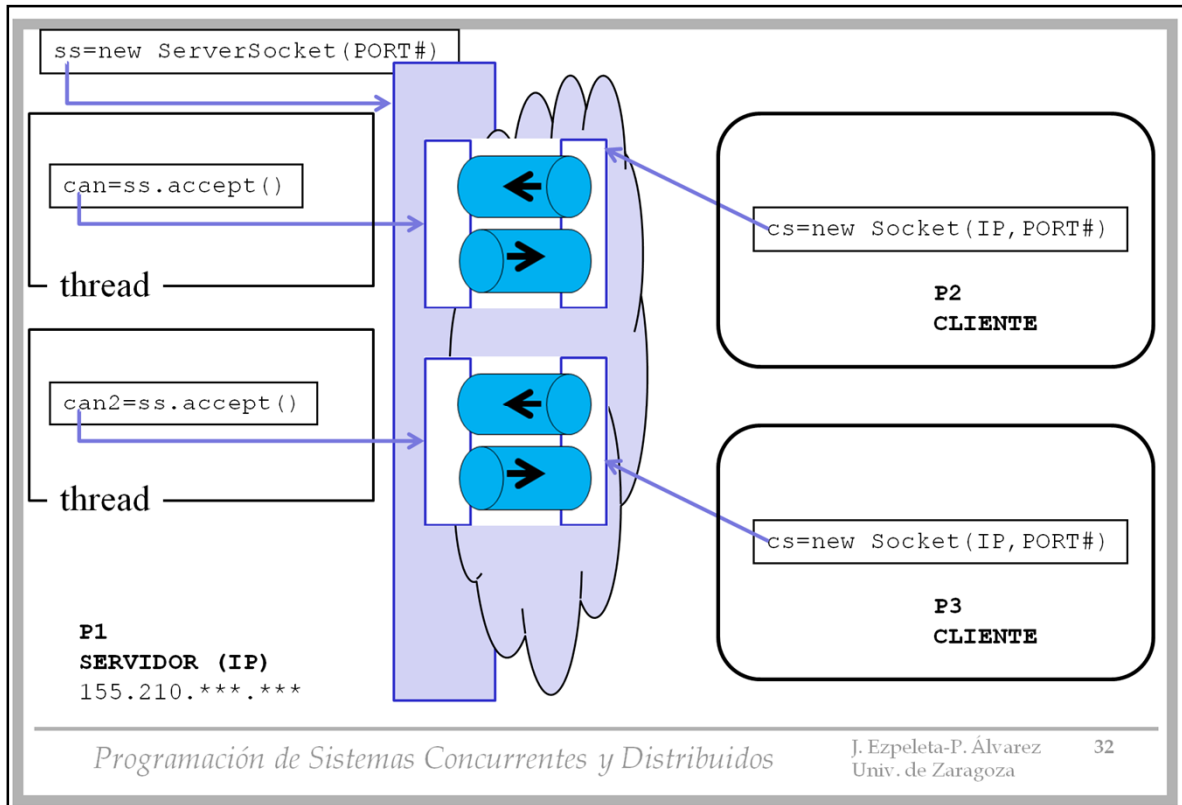 ss=new ServerSocket(PORT#)
can=ss.accept()
thread
can2=ss.accept()
thread
P1
SERVIDOR (IP)
155.210.***.***
cs=new Socket(IP,PORT#)
P2
CLIENTE
cs=new Socket(IP,PORT#)
P3
CLIENTE
Programación de Sistemas Concurrentes y Distribuidos
J. Ezpeleta-P. Álvarez
Univ. de Zaragoza
32